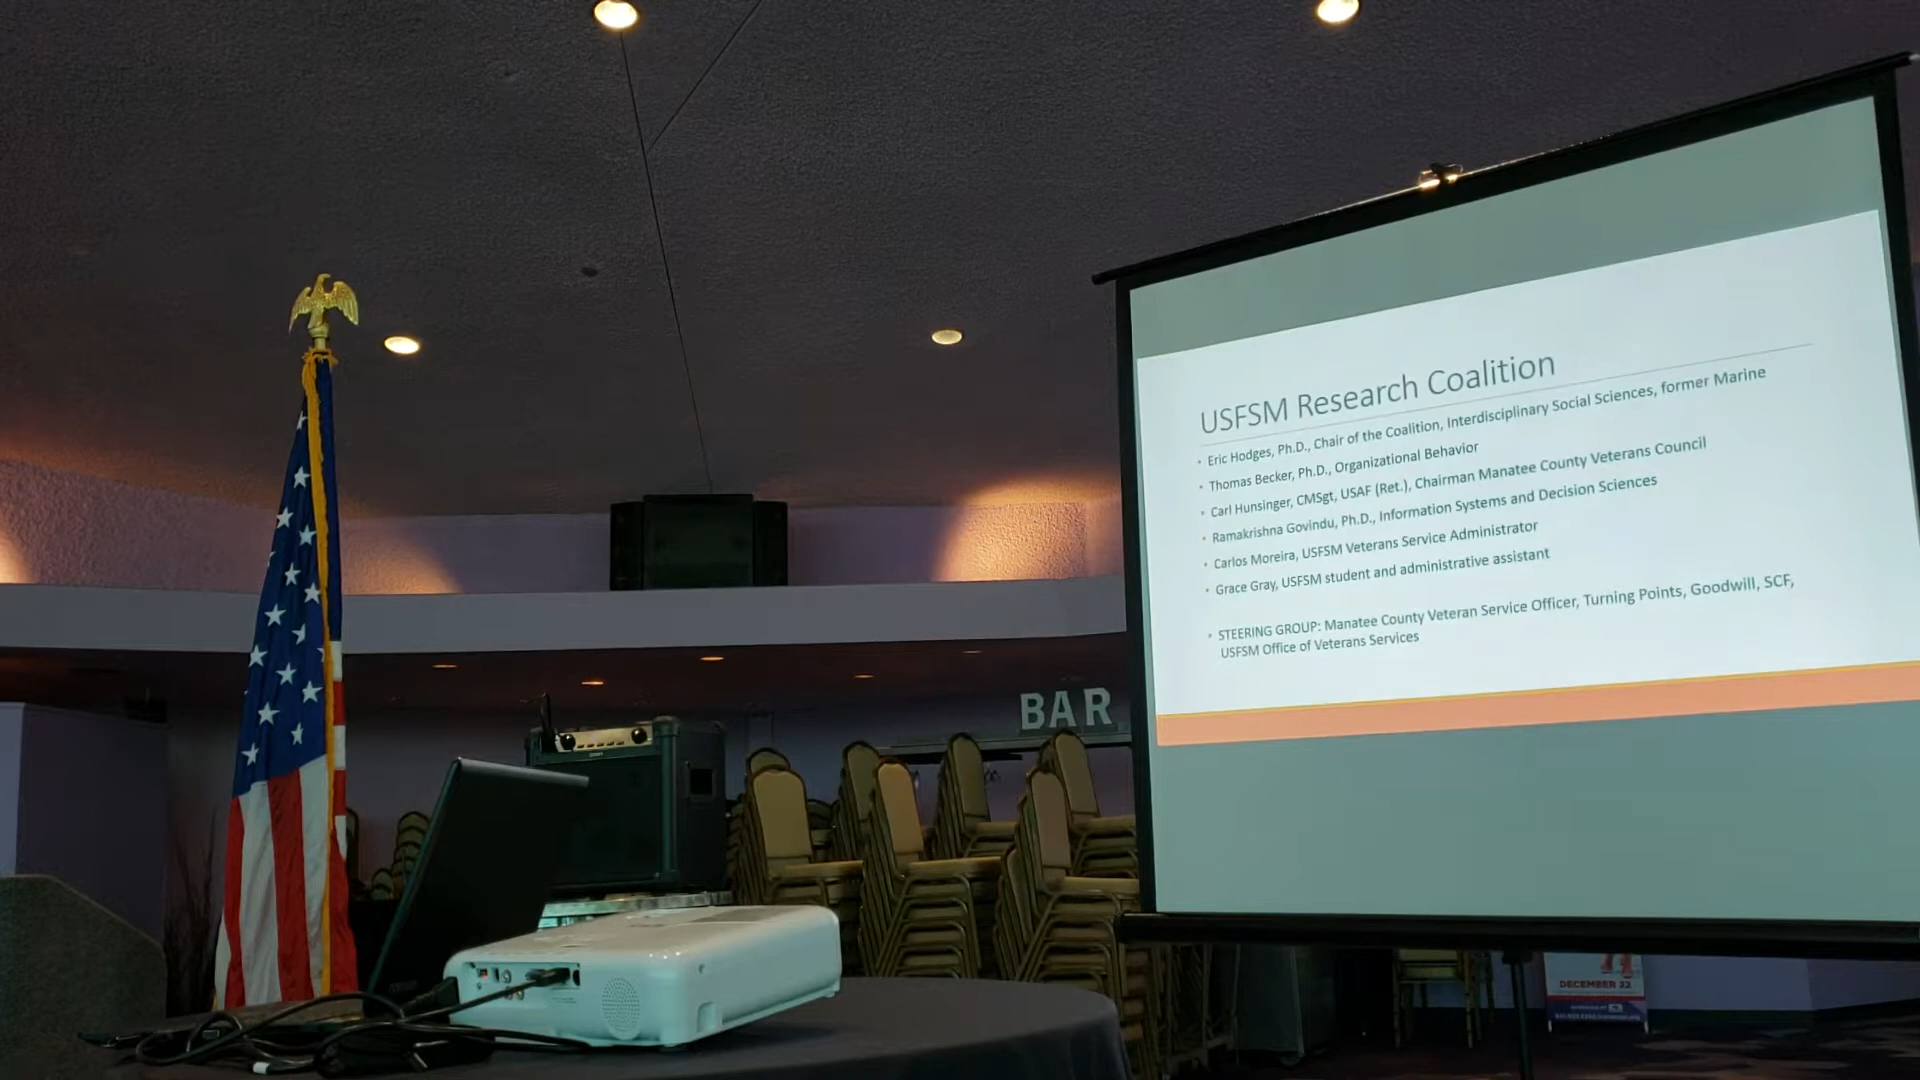 USFSM Research Coalition
• Eric Hodges, Ph.D., Chair of the Coalition, Interdisciplinary Social Sciences, former Marine
• Thomas Becker, Ph.D., Organizational Behavior
• Carl Hunsinger, CMSgt, USAF (Ret.), Chairman Manatee County Veterans Council
• Ramakrishna Govindu, Ph.D., Information Systems and Decision Sciences
• Carlos Moreira, USFSM Veterans Service Administrator
• Grace Gray, USFSM student and administrative assistant
• STEERING GROUP: Manatee County Veteran Service Officer, Turning Points, Goodwill, SCF,
USFSM Office of Veterans Services
BAR
DECEMBER 22